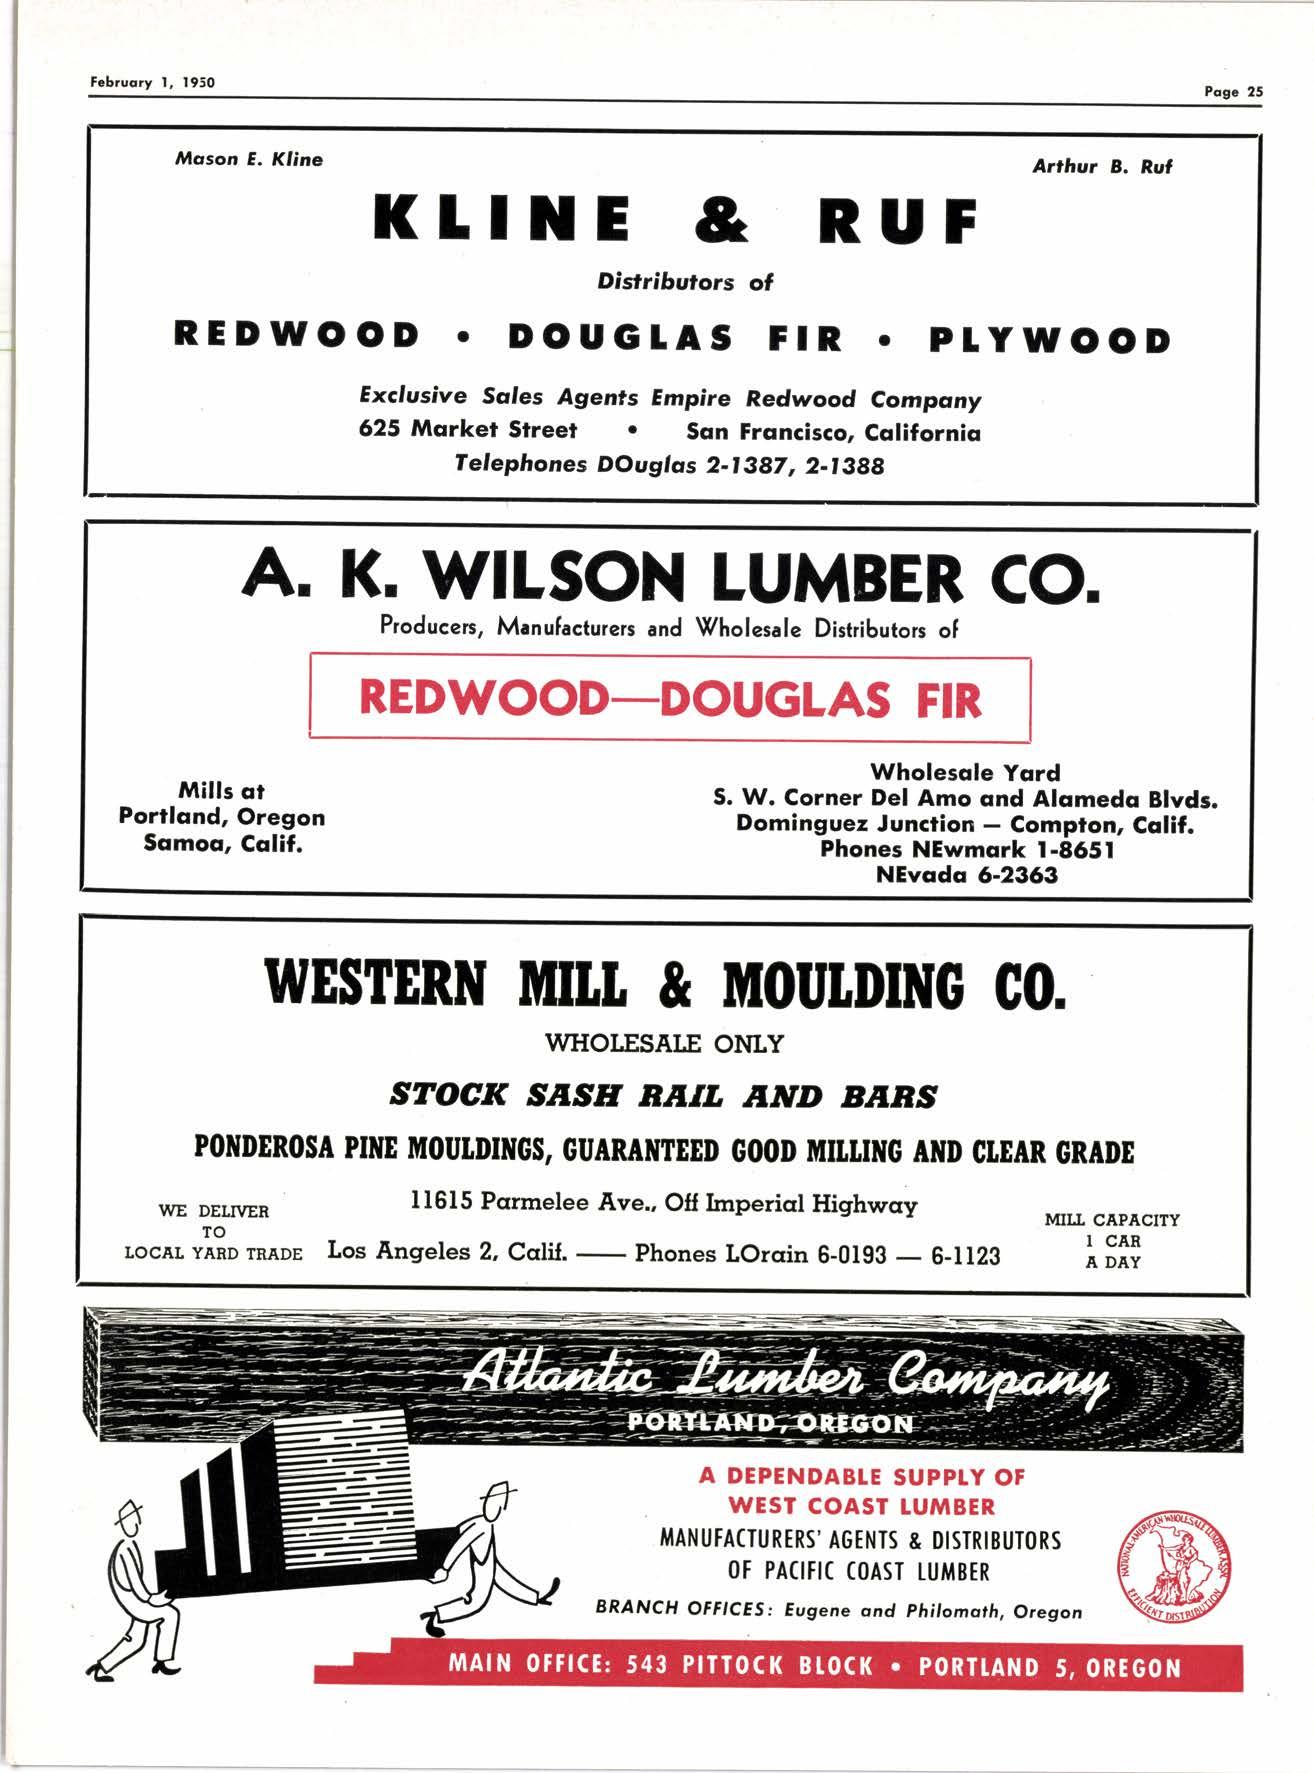 February 1, 1950
Page 25
Mason E. Kline
Arthur B. Ruf
KLINE & RUF
Distributors of
REDWOOD • DOUGLAS FIR • PLYWOOD
Exclusive Sales Agents Empire Redwood Company
625 Market Street • San Francisco, California
Telephones DOuglas 2-1387, 2-1388
A. K. WILSON LUMBER CO.
Producers, Manufacturers and Wholesale Distributors of
REDWOOD—DOUGLAS FIR
Mills at
Portland, Oregon
Samoa, Calif.
Wholesale Yard
S. W. Corner Del Amo and Alameda Blvds.
Dominguez Junction — Compton, Calif.
Phones NEwmark 1-8651
NEvada 6-2363
WESTERN MILL & MOULDING CO.
WHOLESALE ONLY
STOCK SASH RAIL AND BARS
PONDEROSA PINE MOULDINGS, GUARANTEED GOOD MILLING AND CLEAR GRADE
WE DELIVER
TO
LOCAL YARD TRADE
11615 Parmelee Ave., Off Imperial Highway
Los Angeles 2, Calif. —— Phones LOrain 6-0193 — 6-1123
MILL CAPACITY
1 CAR
A DAY
Atlantic Lumber Company
PORTLAND, OREGON
A DEPENDABLE SUPPLY OF
WEST COAST LUMBER
MANUFACTURERS' AGENTS & DISTRIBUTORS
OF PACIFIC COAST LUMBER
BRANCH OFFICES: Eugene and Philomath, Oregon
NATIONAL AMERICAN WHOLESALE LUMBER ASSN.
EFFICIENT DISTRIBUTION
MAIN OFFICE: 543 PITTOCK BLOCK • PORTLAND 5, OREGON